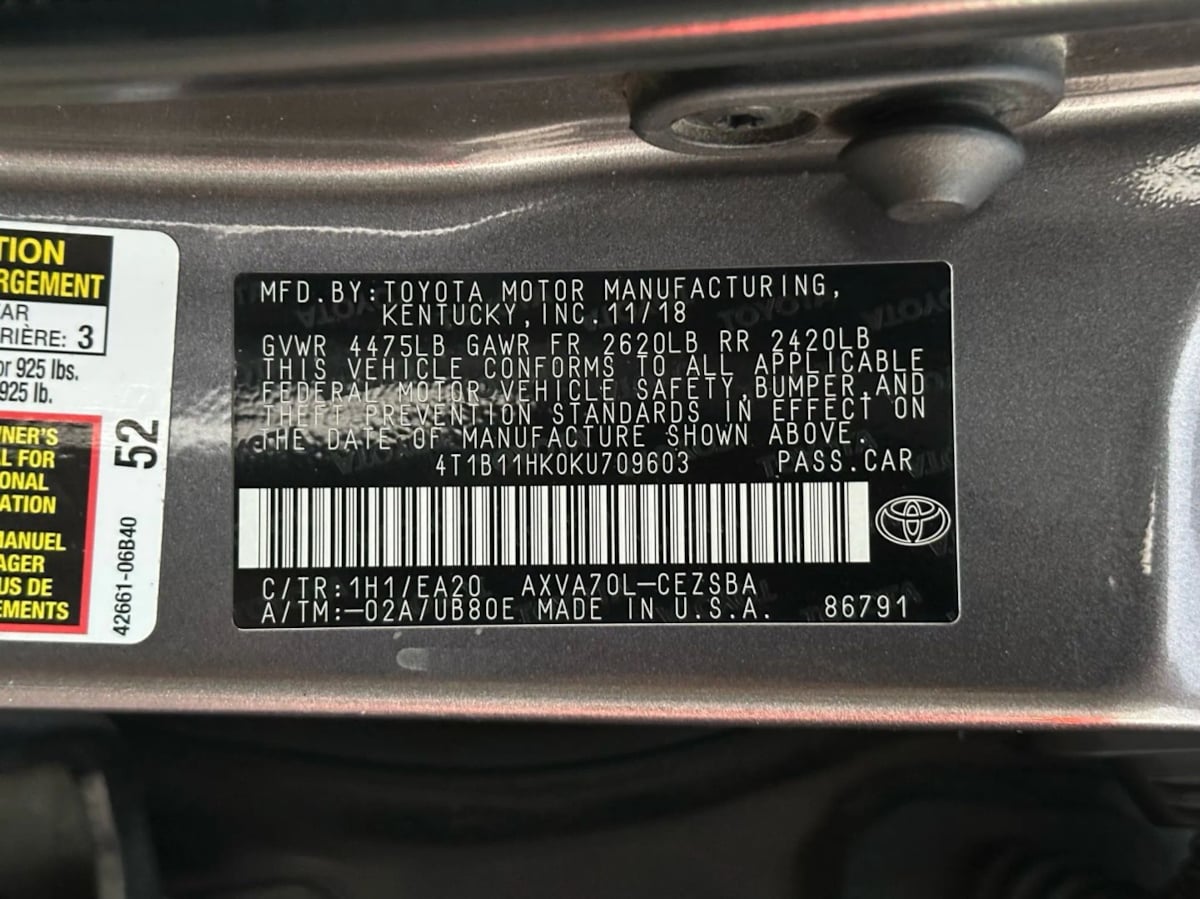 TION
RGEMENT
AR
RIÈRE: 3
or 925 lbs.
925 lb.
NER'S
L FOR
ONAL
ATION
MANUEL
AGER
US DE
EMENTS
52
42661-06B40
MFD.BY:TOYOTA MOTOR MANUFACTURING,
KENTUCKY,INC.11/18
GVWR 4475LB GAWR FR 2620LB RR 2420LB
THIS VEHICLE CONFORMS TO ALL APPLICABLE
FEDERAL MOTOR VEHICLE SAFETY,BUMPER,AND
THEFT PREVENTION STANDARDS IN EFFECT ON
THE DATE OF MANUFACTURE SHOWN ABOVE.
4T1B11HK0KU709603 PASS.CAR
C/TR:1H1/EA20 AXVA70L-CEZSBA
A/TM:-02A/UB80E MADE IN U.S.A. 86791